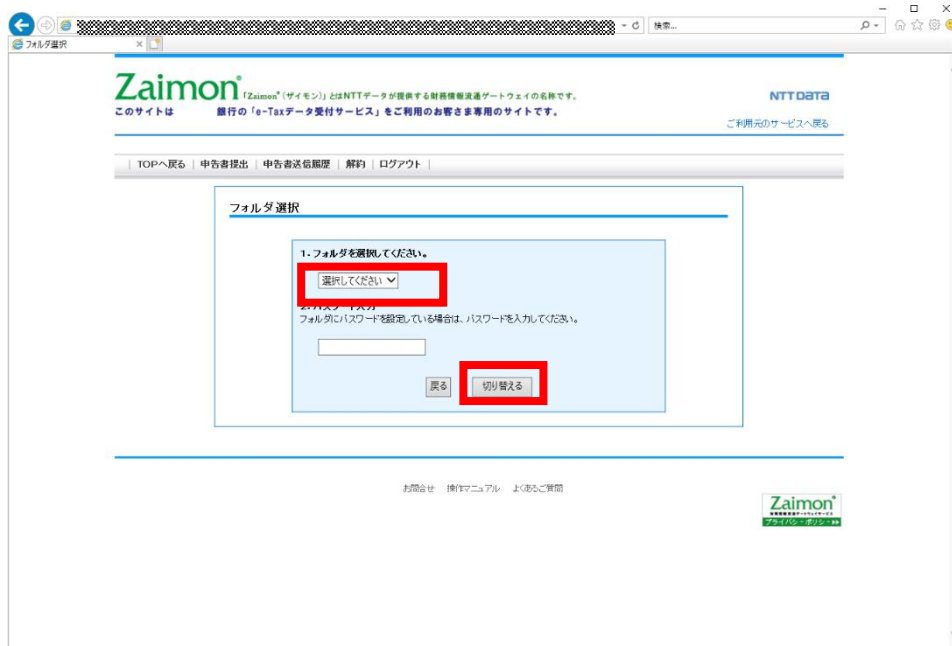 検索...
フォルダ選択
Zaimon®
「Zaimon®（ザイモン）」とはNTTデータが提供する財務情報流通ゲートウェイの名称です。
NTT DATA
このサイトは 銀行の「e-Taxデータ受付サービス」をご利用のお客さま専用のサイトです。
ご利用元のサービスへ戻る
| TOPへ戻る | 申告書提出 | 申告書送信履歴 | 解約 | ログアウト |
フォルダ選択
1. フォルダを選択してください。
選択してください
フォルダにパスワードを設定している場合は、パスワードを入力してください。
戻る 切り替える
お問合せ 操作マニュアル よくあるご質問
Zaimon®
プライバシ・ポリシー